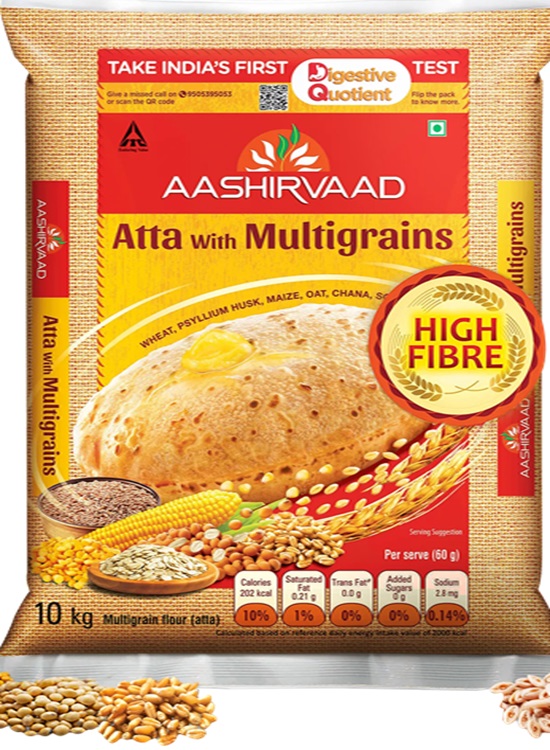 TAKE INDIA'S FIRST Digestive Quotient TEST
Give a missed call on 9505395053
or scan the QR code
Flip the pack
to know more.
AASHIRVAAD
Atta with Multigrains
WHEAT, PSYLLIUM HUSK, MAIZE, OAT, CHANA,
HIGH
FIBRE
AASHIRVAAD
Atta with Multigrains
ultigrains
AASHIRVAAD
Serving Suggestion
Per serve (60 g)
Calories
202 kcal
10%
Saturated
Fat
0.21 g
1%
Trans Fat#
0.0 g
0%
Added
Sugars
0 g
0%
Sodium
2.8 mg
0.14%
10 kg Multigrain flour (atta)
Calculated based on reference dairy energy intake value of 2000 kcal